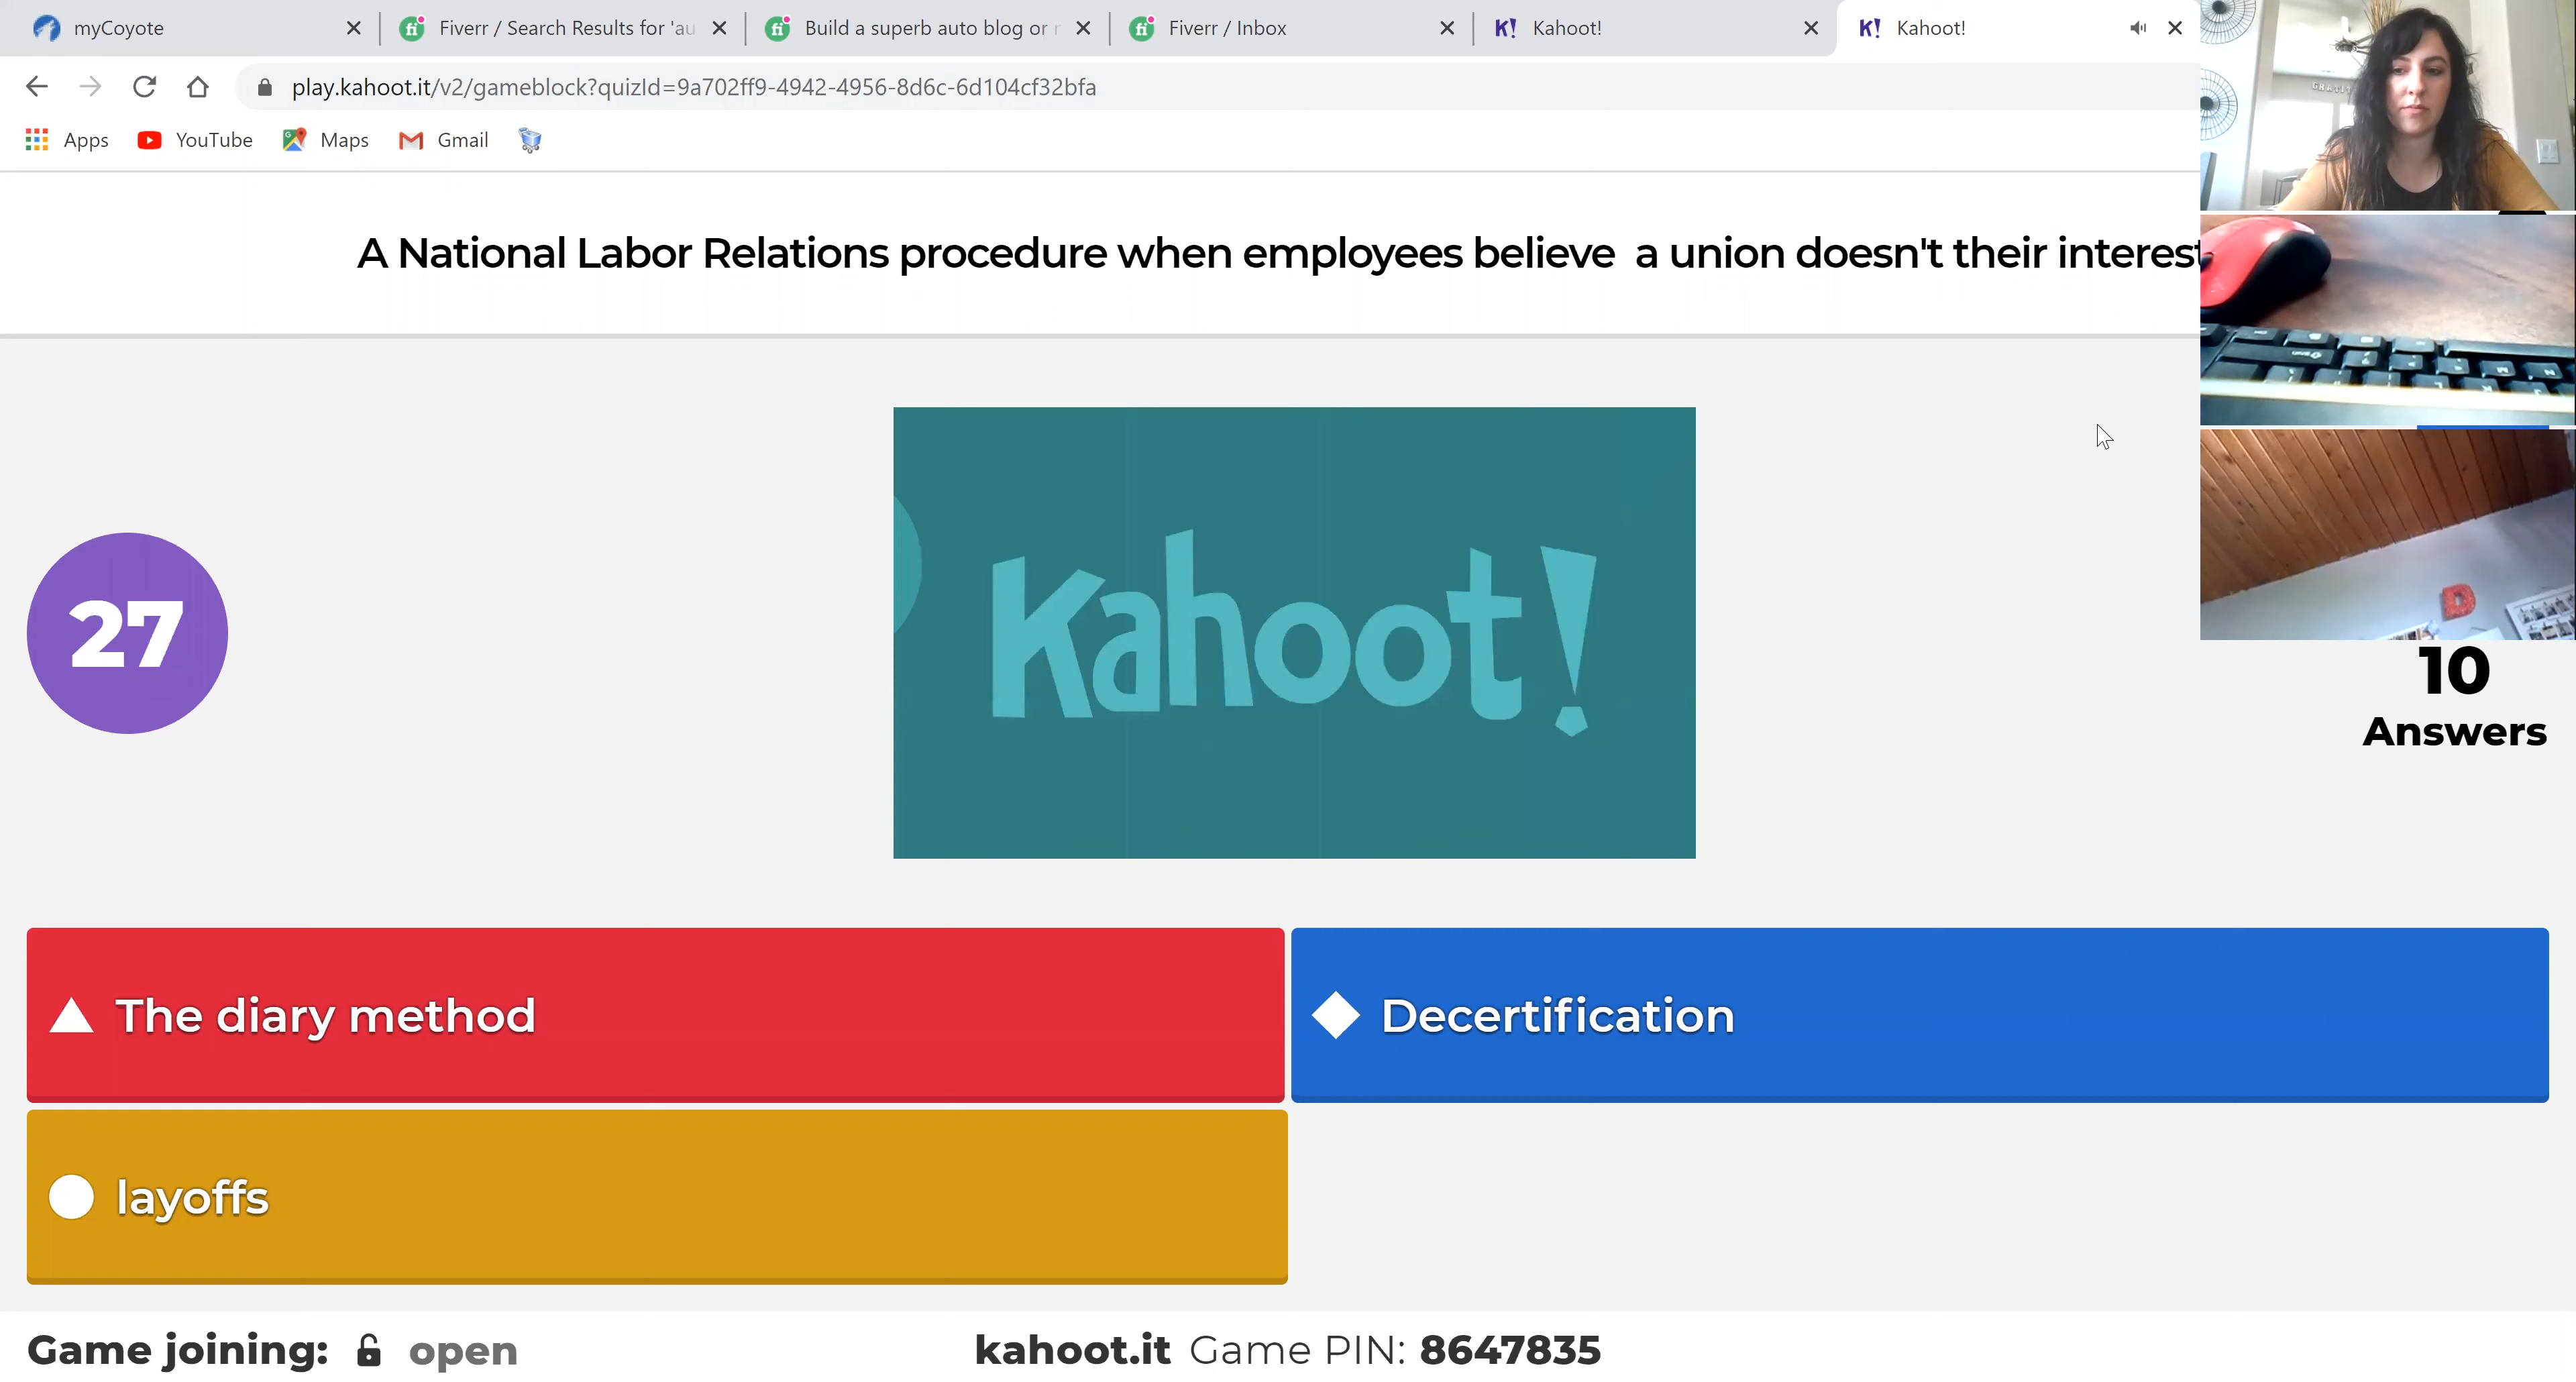 myCoyote
Fiverr / Search Results for 'au
Build a superb auto blog or
Fiverr / Inbox
Kahoot!
Kahoot!
play.kahoot.it/v2/gameblock?quizId=9a702ff9-4942-4956-8d6c-6d104cf32bfa
Apps
YouTube
Maps
Gmail
A National Labor Relations procedure when employees believe a union doesn't their interest
27
Kahoot!
D
10
Answers
The diary method
Decertification
layoffs
Game joining: open
kahoot.it Game PIN: 8647835